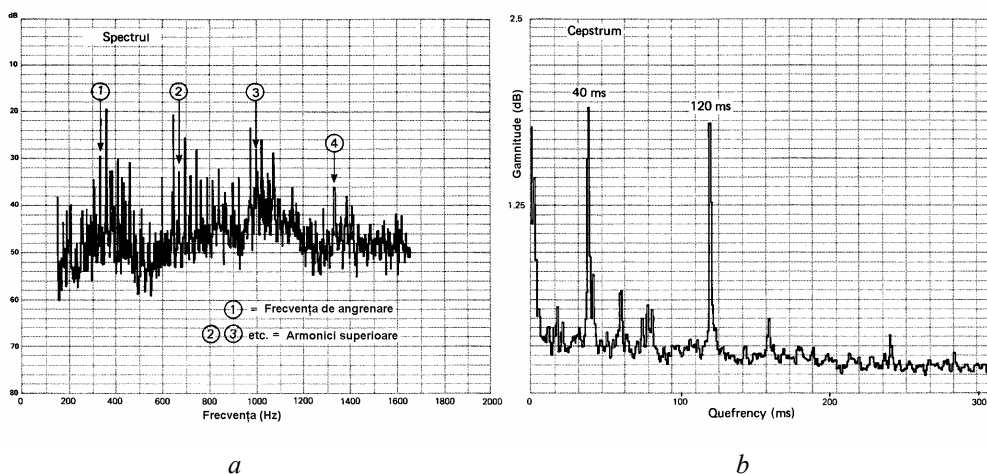 dB
Spectrul
10
20
30
40
50
60
70
80
1
2
3
4
1 = Frecvența de angrenare
2 3 etc. = Armonici superioare
0 200 400 600 800 1000 1200 1400 1600 2000
Frecvența (Hz)
a
2.5
Cepstrum
40 ms
120 ms
Gamnitude (dB)
1.25
0 100 200 300
Quefrency (ms)
b